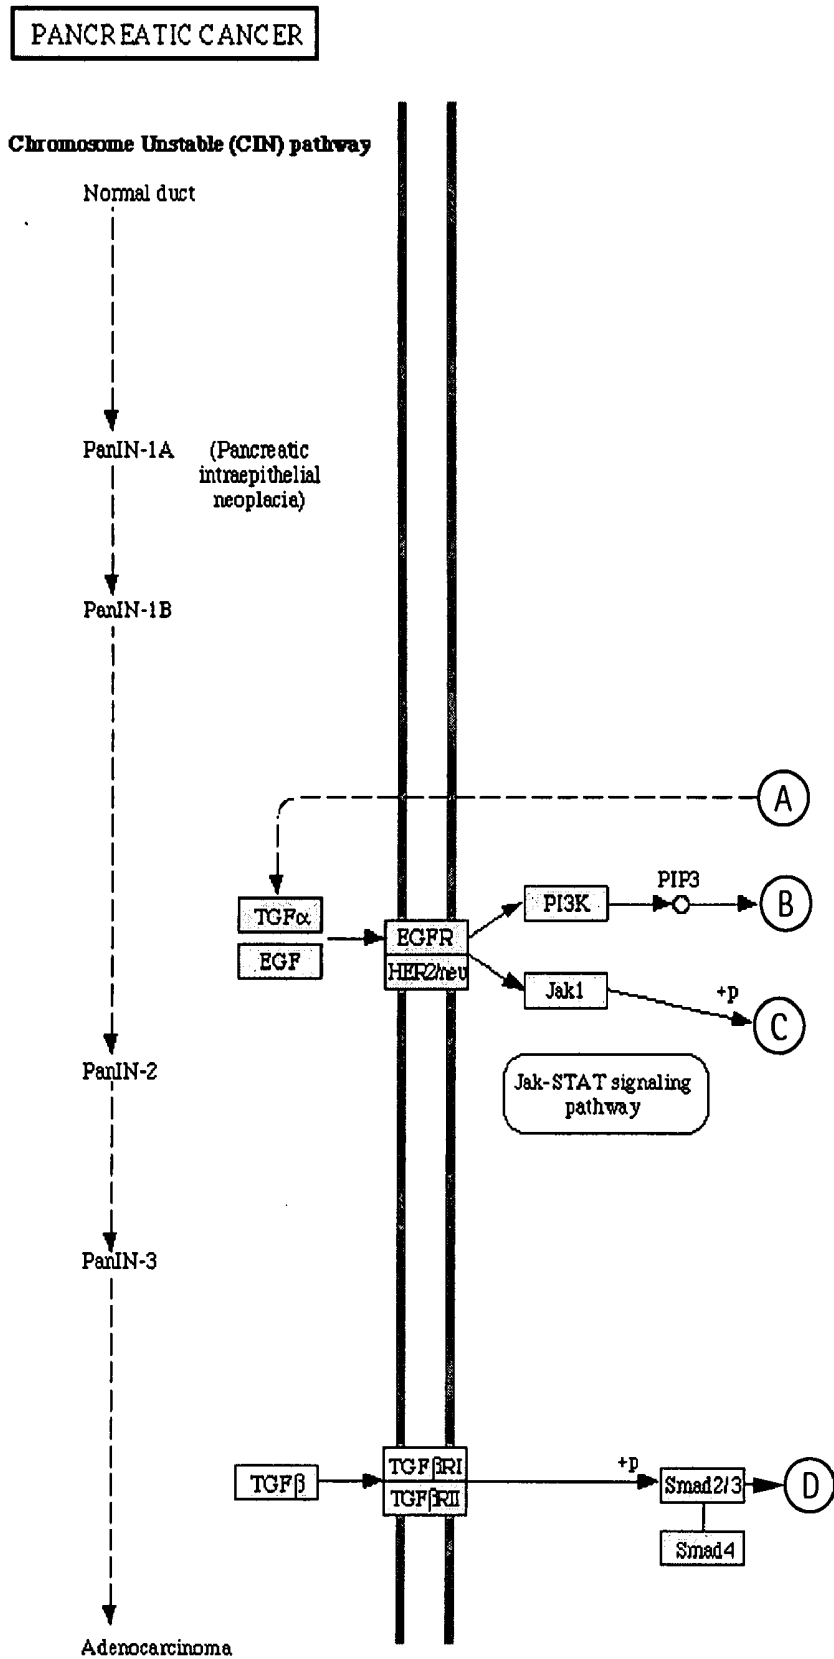 PANCREATIC CANCER
Chromosome Unstable (CIN) pathway
Normal duct
PanIN-1A
(Pancreatic
intraepithelial
neoplacia)
PanIN-1B
A
TGFα
EGF
EGFR
HER2/neu
PI3K
PIP3
B
Jak1
+p
C
PanIN-2
Jak-STAT signaling
pathway
PanIN-3
TGFβ
TGFβRI
TGFβRII
+p
Smad2/3
D
Smad4
Adenocarcinoma